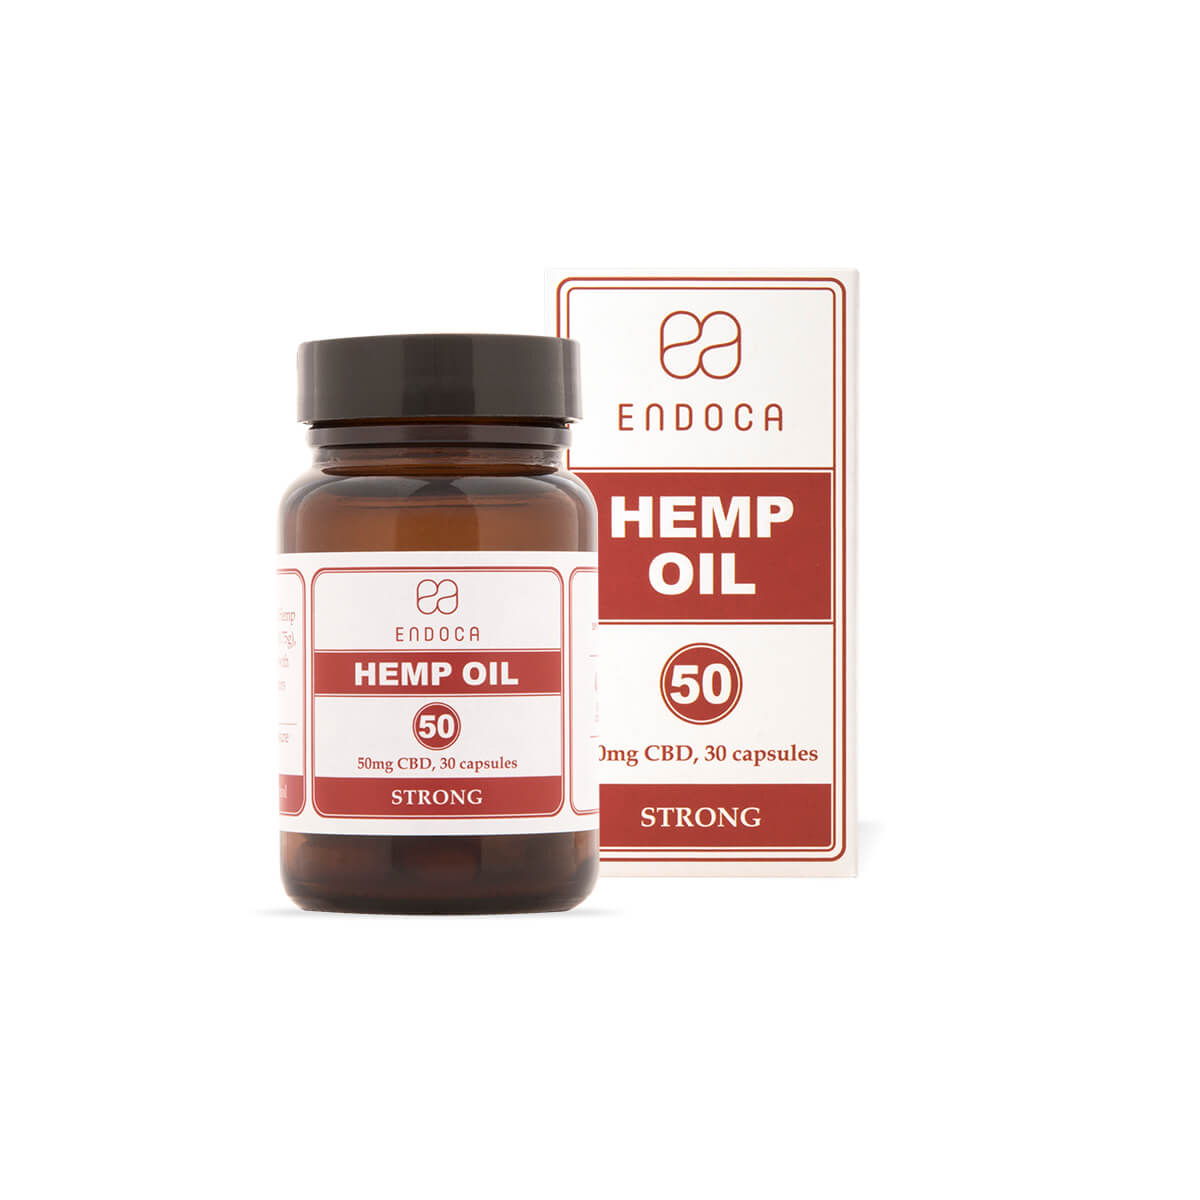 ENDOCA
HEMP
OIL
50
0mg CBD, 30 capsules
STRONG
ENDOCA
HEMP OIL
50
50mg CBD, 30 capsules
STRONG